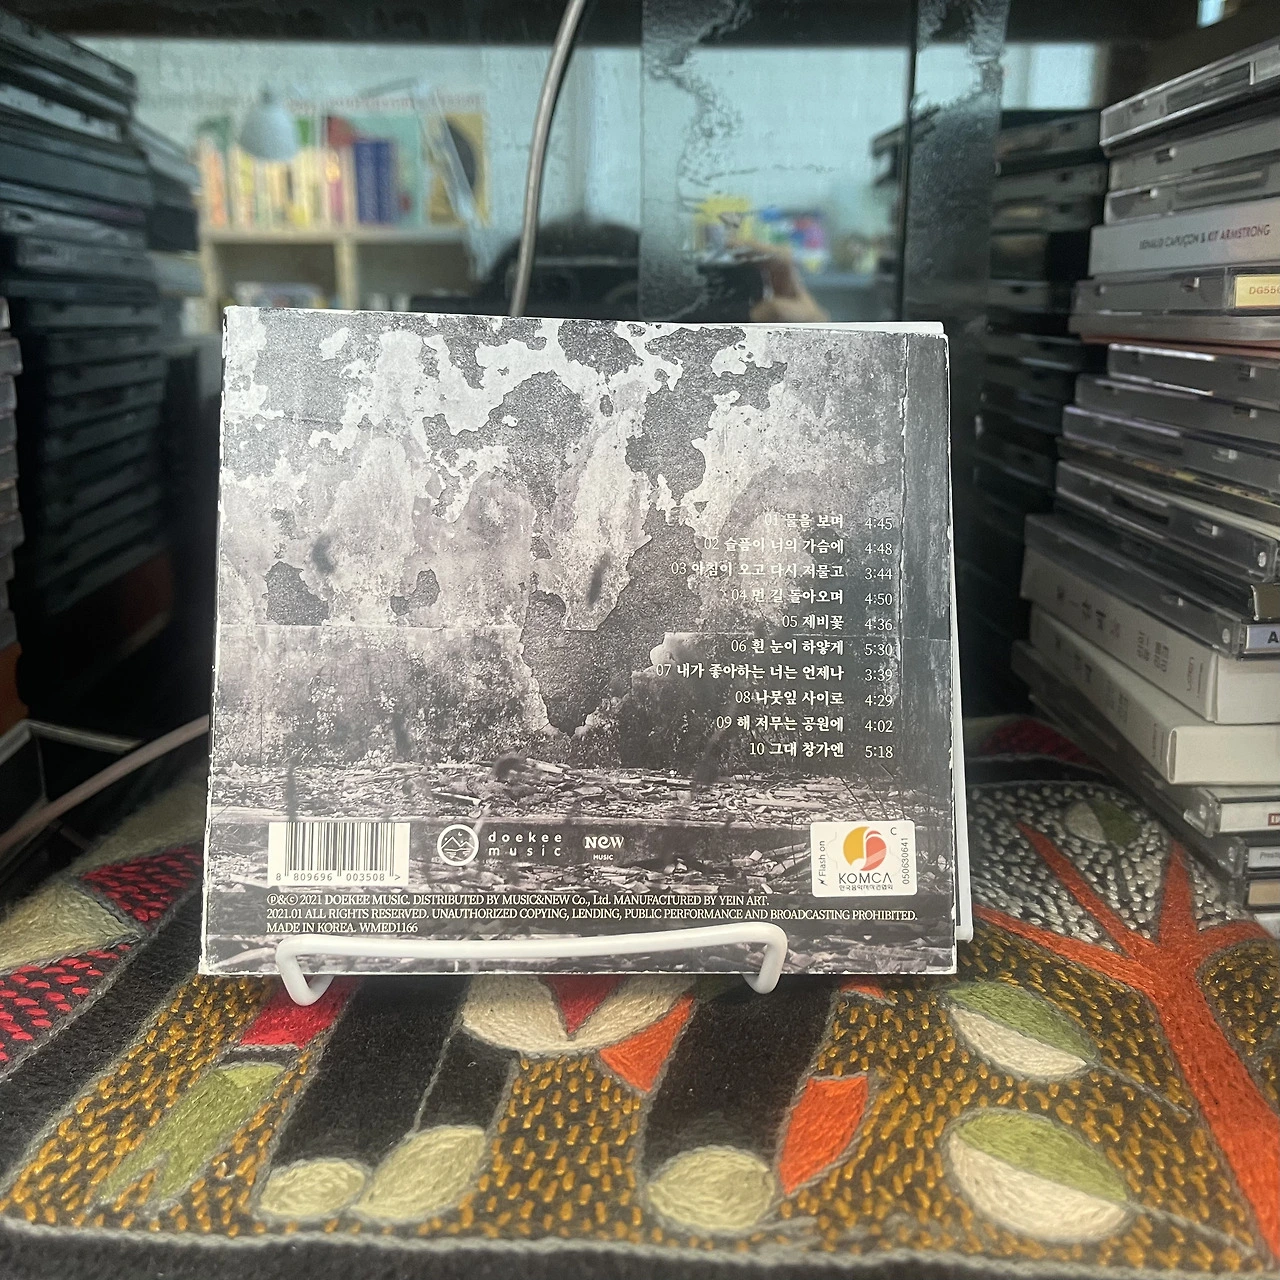 RENAUD CAPUÇON & KIT ARMSTRONG
01 물을 보며 4:45
02 슬픔이 너의 가슴에 4:48
03 아침이 오고 다시 저물고 3:44
04 먼 길 돌아오며 4:50
05 제비꽃 4:36
06 흰 눈이 하얗게 5:30
07 내가 좋아하는 너는 언제나 3:39
08 나뭇잎 사이로 4:29
09 해 저무는 공원에 4:02
10 그대 창가엔 5:18
8 809696 003508 >
doekee music
new MUSIC
Flash on
KOMCA
한국음악저작권협회
C 050630641
℗&© 2021 DOEKEE MUSIC. DISTRIBUTED BY MUSIC&NEW Co., Ltd. MANUFACTURED BY YEIN ART.
2021.01 ALL RIGHTS RESERVED. UNAUTHORIZED COPYING, LENDING, PUBLIC PERFORMANCE AND BROADCASTING PROHIBITED.
MADE IN KOREA. WMED1166